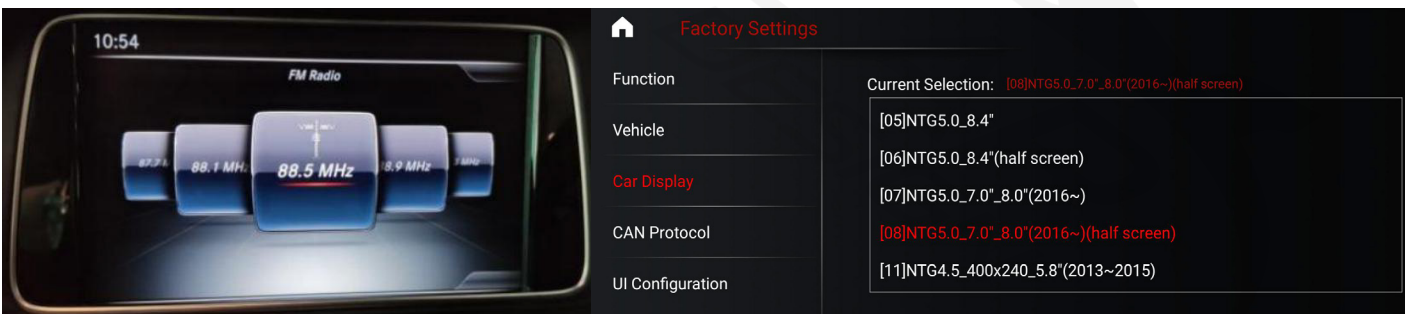 10:54
FM Radio
88.1 MHz
88.5 MHz
Factory Settings
Function
Vehicle
Car Display
CAN Protocol
UI Configuration
Current Selection: [08]NTG5.0_7.0"_8.0"(2016~)(half screen)
[05]NTG5.0_8.4"
[06]NTG5.0_8.4"(half screen)
[07]NTG5.0_7.0"_8.0"(2016~)
[08]NTG5.0_7.0"_8.0"(2016~)(half screen)
[11]NTG4.5_400x240_5.8"(2013~2015)